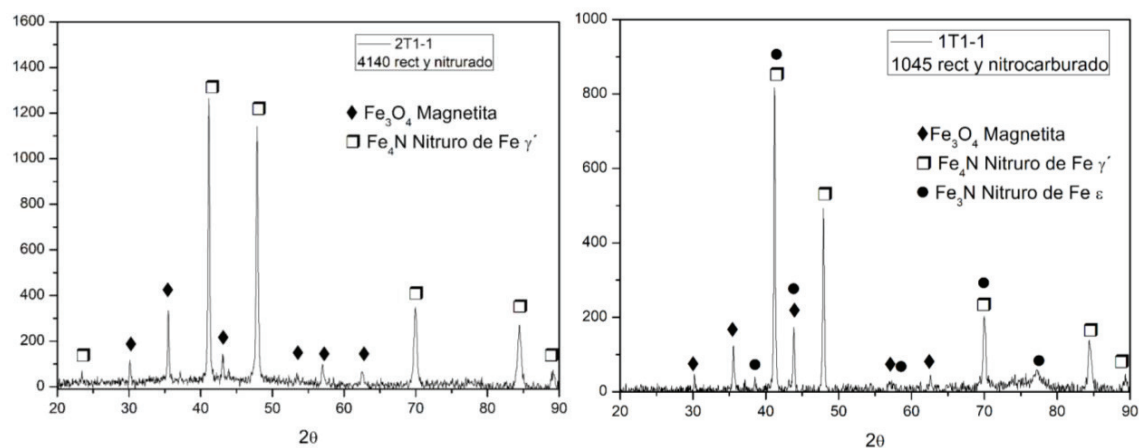 1600
1400
1200
1000
800
600
400
200
0
2T1-1
4140 rect y nitrurado
♦ Fe₃O₄ Magnetita
❒ Fe₄N Nitruro de Fe γ´
20 30 40 50 60 70 80 90
2θ
1000
800
600
400
200
0
1T1-1
1045 rect y nitrocarburado
♦Fe₃O₄ Magnetita
❒ Fe₄N Nitruro de Fe γ´
● Fe₃N Nitruro de Fe ε
20 30 40 50 60 70 80 90
2θ